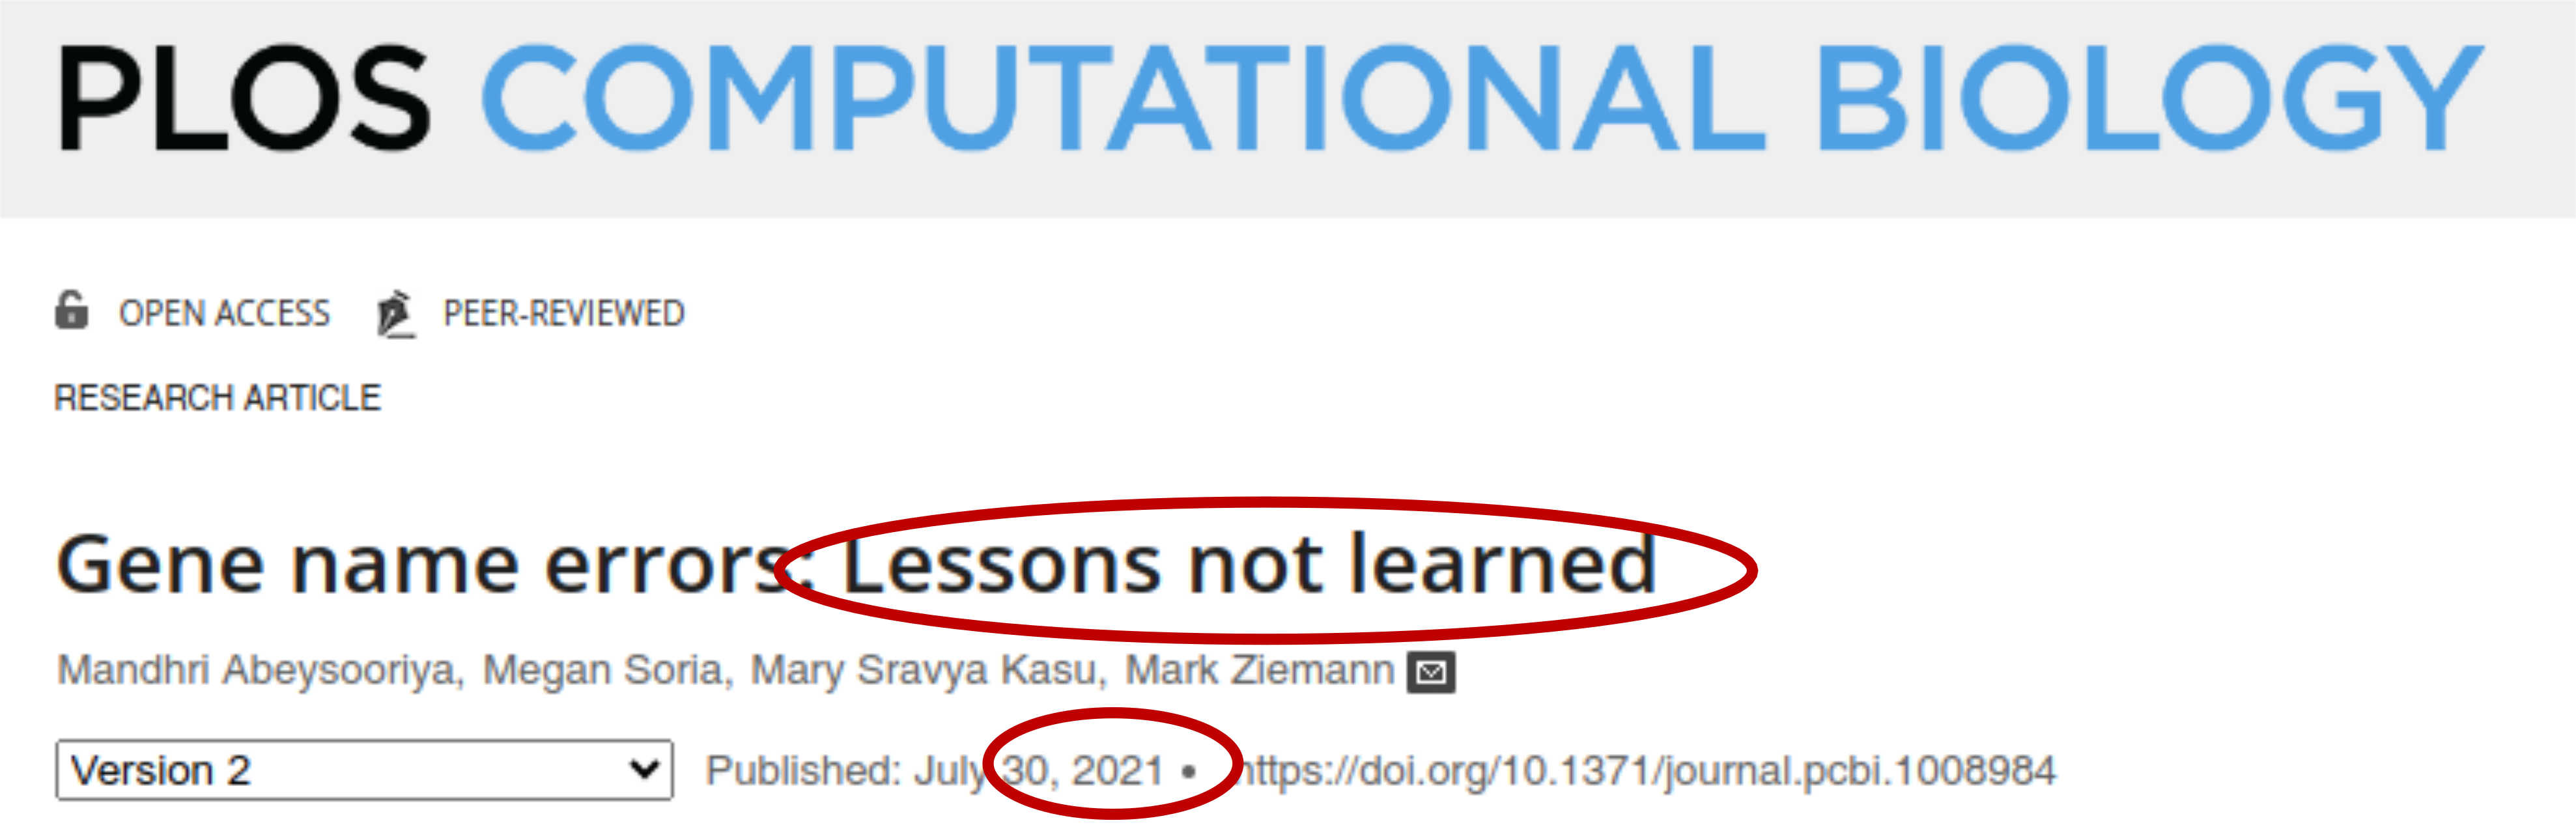 PLOS COMPUTATIONAL BIOLOGY
OPEN ACCESS PEER-REVIEWED
RESEARCH ARTICLE
Gene name errors: Lessons not learned
Mandhri Abeysooriya, Megan Soria, Mary Sravya Kasu, Mark Ziemann
Version 2 Published: July 30, 2021 • https://doi.org/10.1371/journal.pcbi.1008984